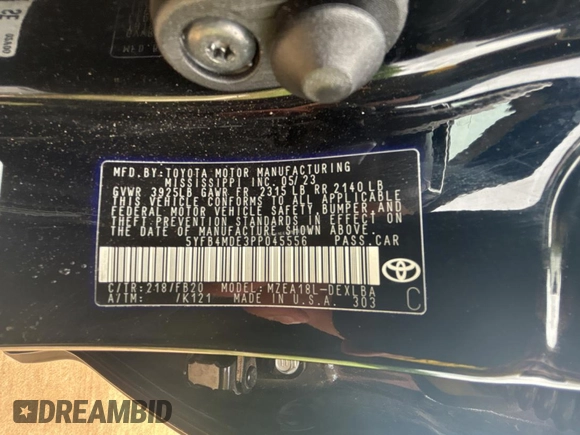 MFD. BY: TOYOTA MOTOR MANUFACTURING
MISSISSIPPI INC. 05/23
GVWR 3925LB GAWR FR 2315 LB RR 2140 LB
THIS VEHICLE CONFORMS TO ALL APPLICABLE
FEDERAL MOTOR VEHICLE SAFETY BUMPER AND
THEFT PREVENTION STANDARDS IN EFFECT ON
THE DATE OF MANUFACTURE SHOWN ABOVE.
5YFB4MDE3PP045556 PASS. CAR
C/TR: 218/FB20 MODEL: MZEA18L-DEXLBA
A/TM: /K121 MADE IN U.S.A. 303
C
DREAMBID